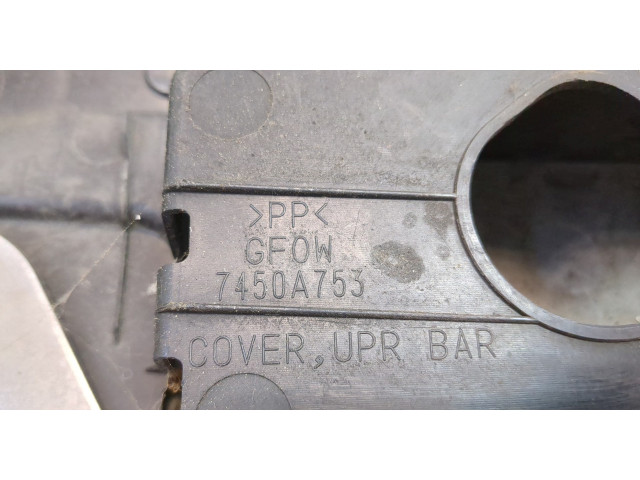 >PP<
GFOW
7450A753
COVER, UPR BAR